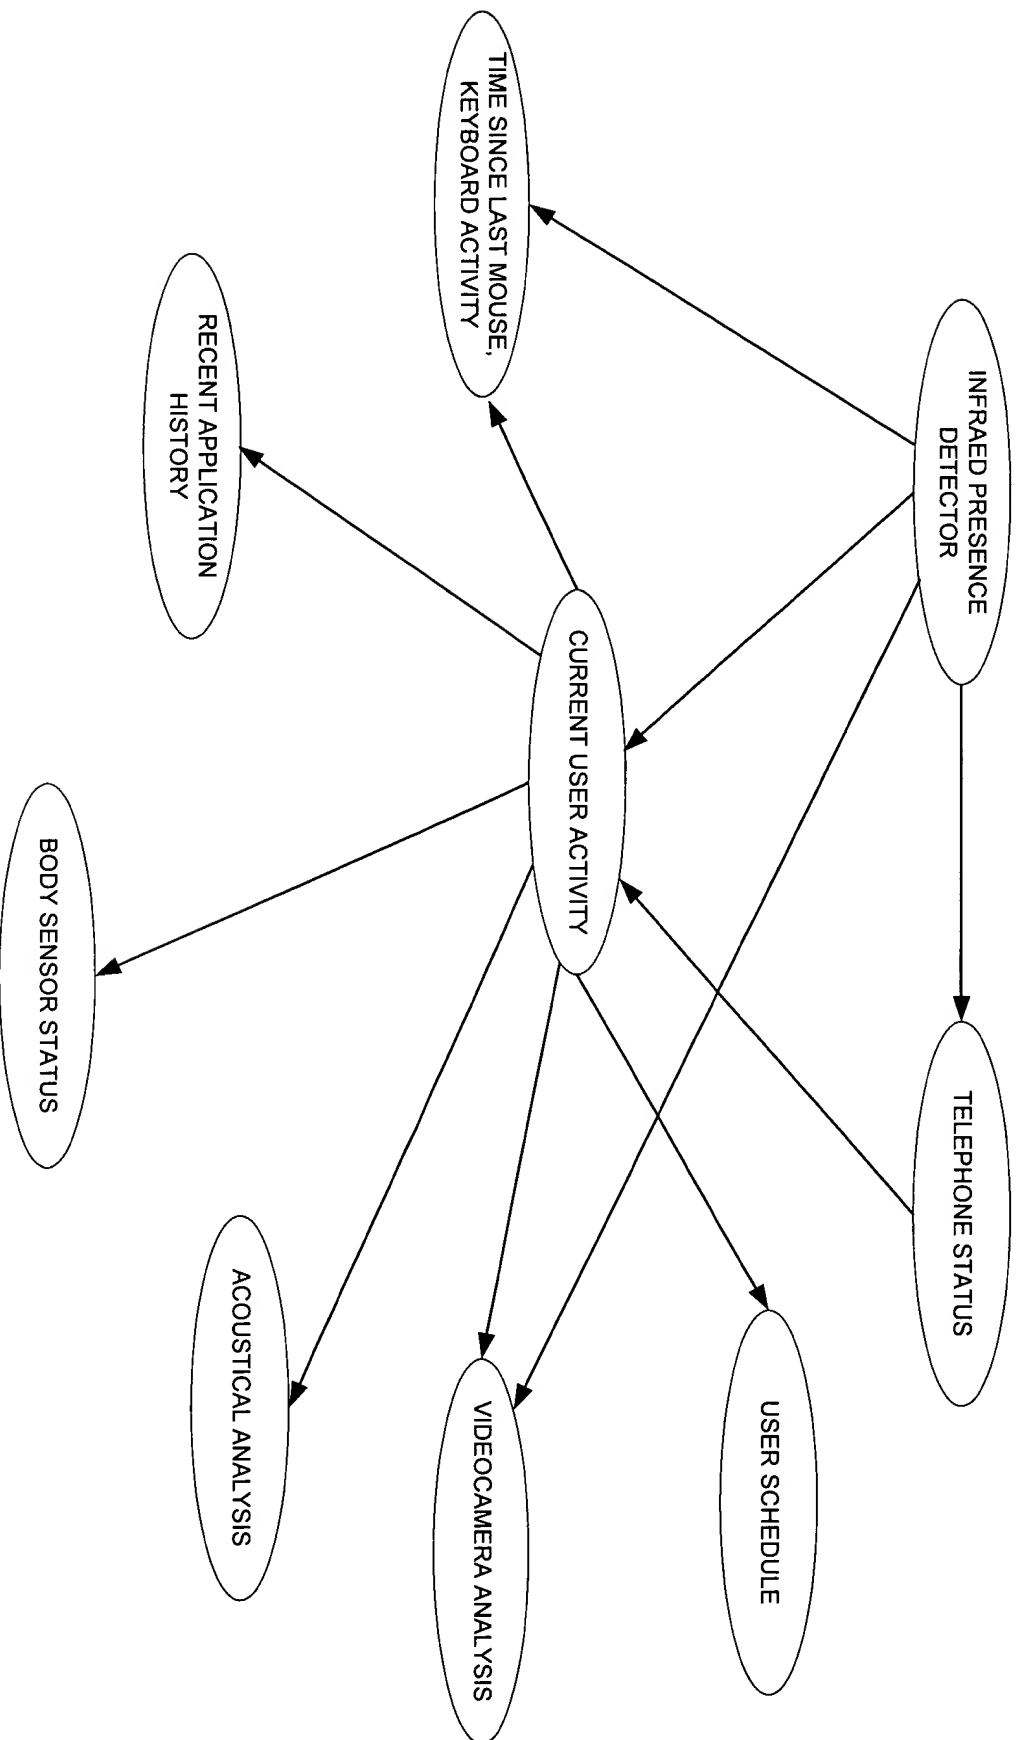 INFRAED PRESENCE
DETECTOR
TELEPHONE STATUS
USER SCHEDULE
CURRENT USER ACTIVITY
TIME SINCE LAST MOUSE,
KEYBOARD ACTIVITY
VIDEOCAMERA ANALYSIS
RECENT APPLICATION
HISTORY
ACOUSTICAL ANALYSIS
BODY SENSOR STATUS